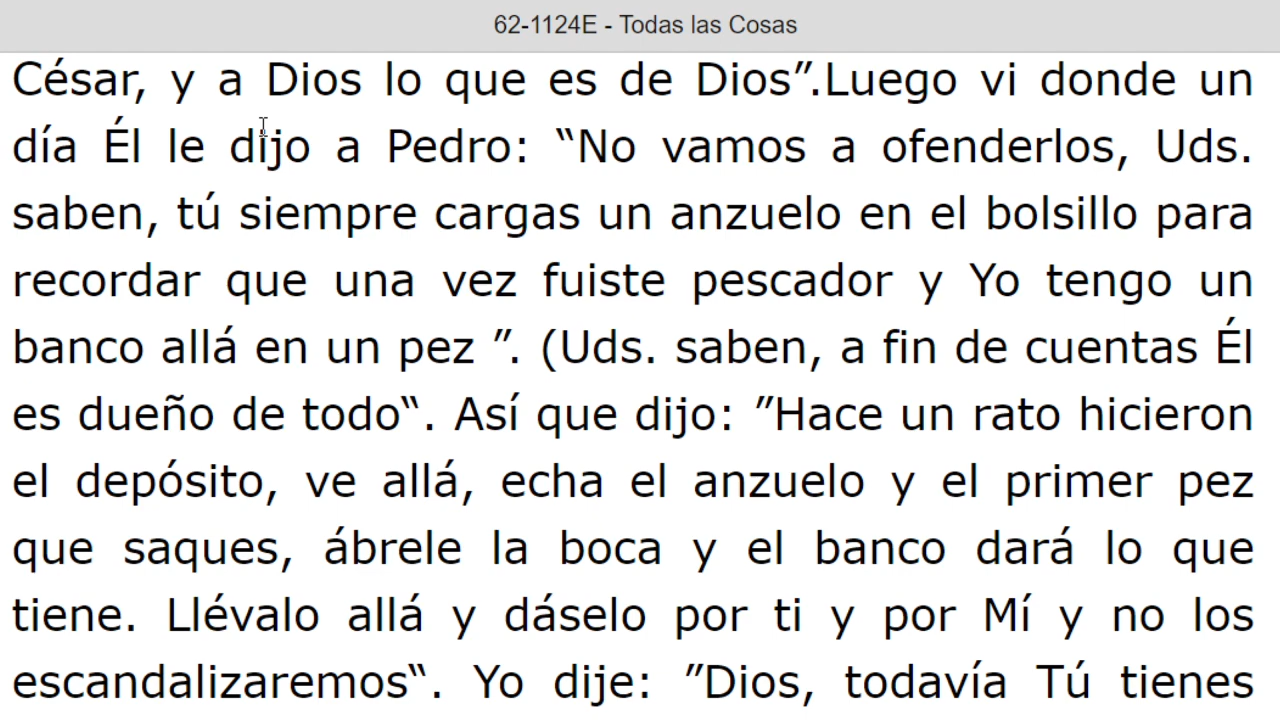 62-1124E - Todas las Cosas
César, y a Dios lo que es de Dios”.Luego vi donde un
día Él le dijo a Pedro: “No vamos a ofenderlos, Uds.
saben, tú siempre cargas un anzuelo en el bolsillo para
recordar que una vez fuiste pescador y Yo tengo un
banco allá en un pez ”. (Uds. saben, a fin de cuentas Él
es dueño de todo“. Así que dijo: ”Hace un rato hicieron
el depósito, ve allá, echa el anzuelo y el primer pez
que saques, ábrele la boca y el banco dará lo que
tiene. Llévalo allá y dáselo por ti y por Mí y no los
escandalizaremos“. Yo dije: ”Dios, todavía Tú tienes